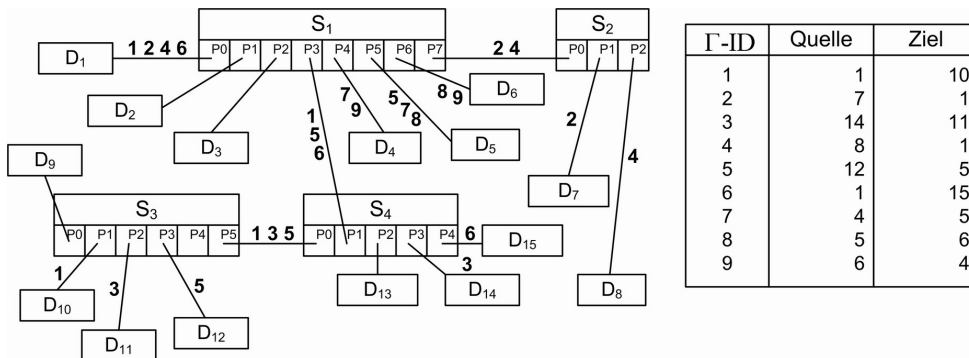 S1
S2
D1
1 2 4 6
P0 P1 P2 P3 P4 P5 P6 P7
2 4
P0 P1 P2
D2
D3
7
9
D4
5
7
8
D5
8 9
D6
1
5
6
2
4
D7
D8
D9
S3
P0 P1 P2 P3 P4 P5
1 3 5
S4
P0 P1 P2 P3 P4
6
D15
1
3
5
3
D10
D11
D12
D13
D14
Γ-ID Quelle Ziel
1 1 10
2 7 1
3 14 11
4 8 1
5 12 5
6 1 15
7 4 5
8 5 6
9 6 4